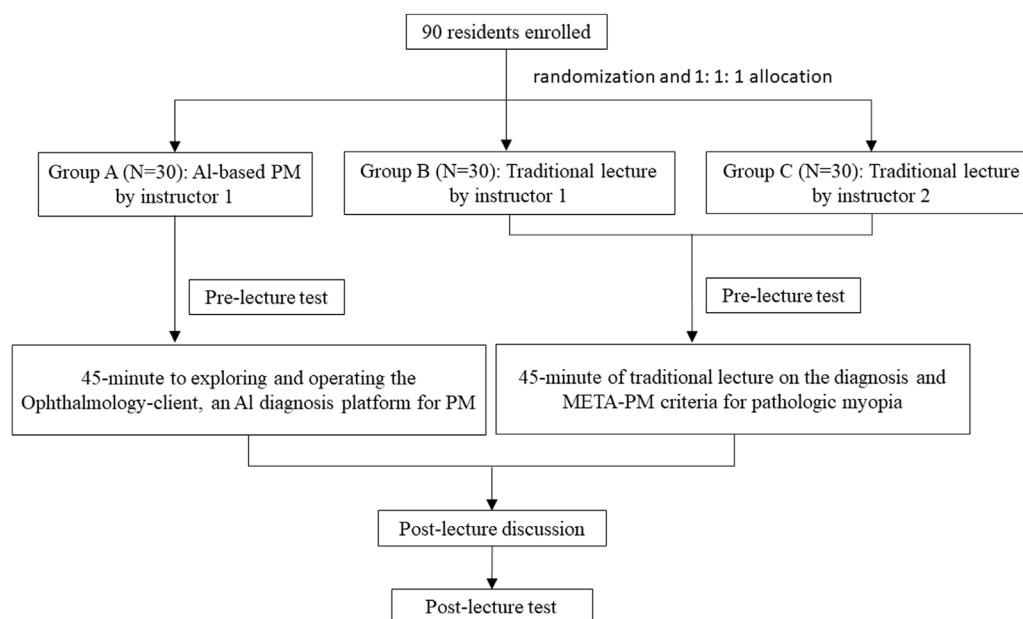 90 residents enrolled
randomization and 1: 1: 1 allocation
Group A (N=30): AI-based PM
by instructor 1
Group B (N=30): Traditional lecture
by instructor 1
Group C (N=30): Traditional lecture
by instructor 2
Pre-lecture test
Pre-lecture test
45-minute to exploring and operating the
Ophthalmology-client, an AI diagnosis platform for PM
45-minute of traditional lecture on the diagnosis and
META-PM criteria for pathologic myopia
Post-lecture discussion
Post-lecture test